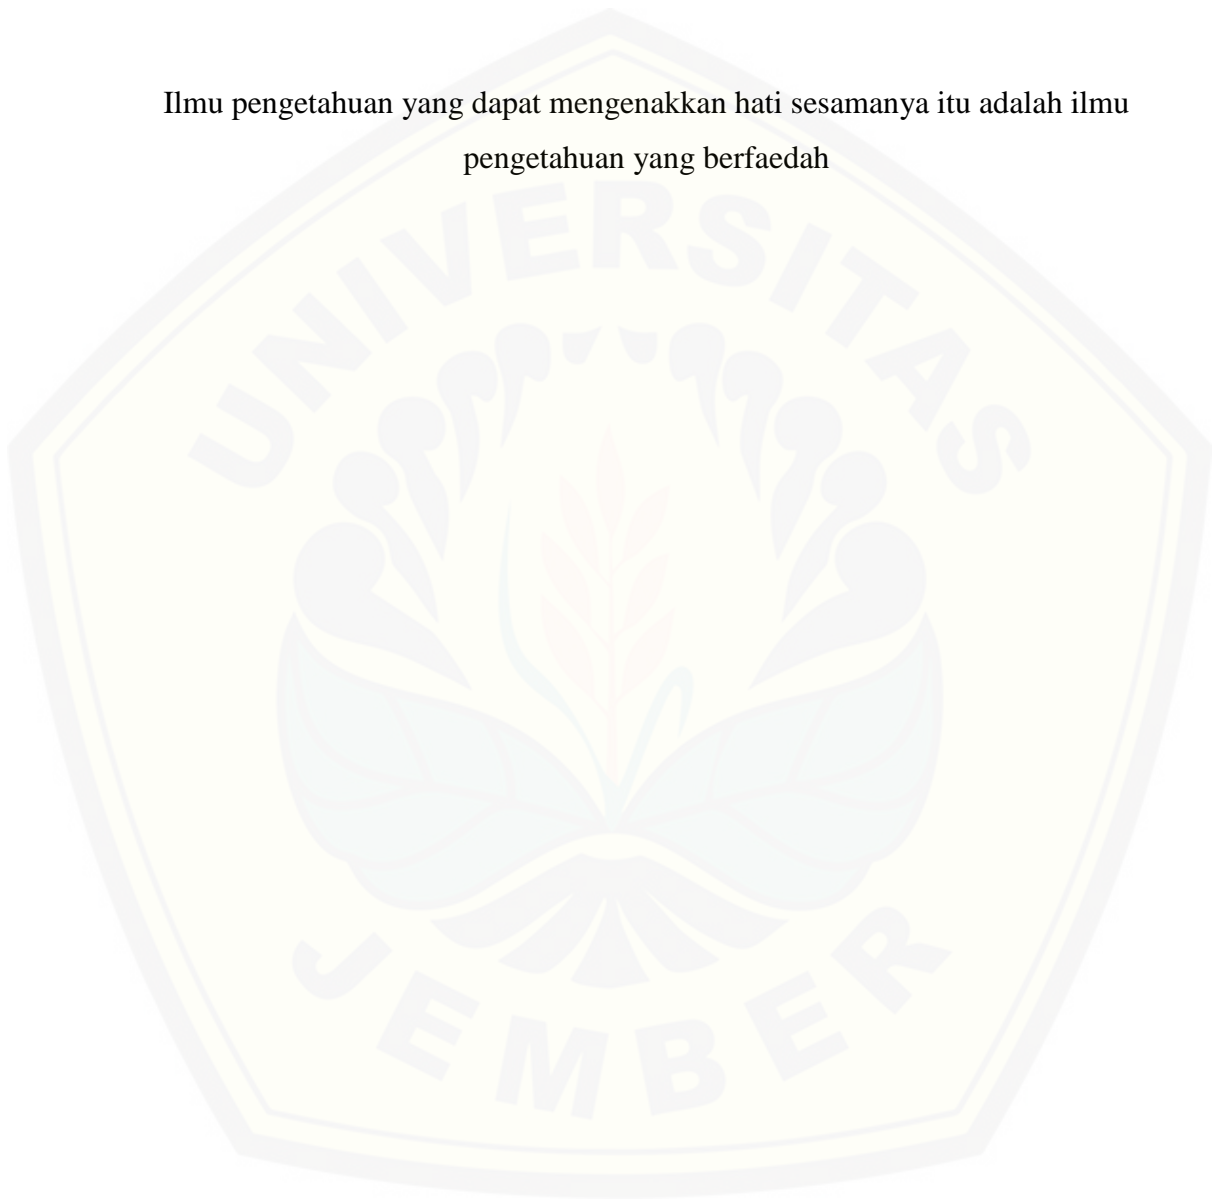 Ilmu pengetahuan yang dapat mengenakkan hati sesamanya itu adalah ilmu
pengetahuan yang berfaedah
UNIVERSITAS
JEMBER